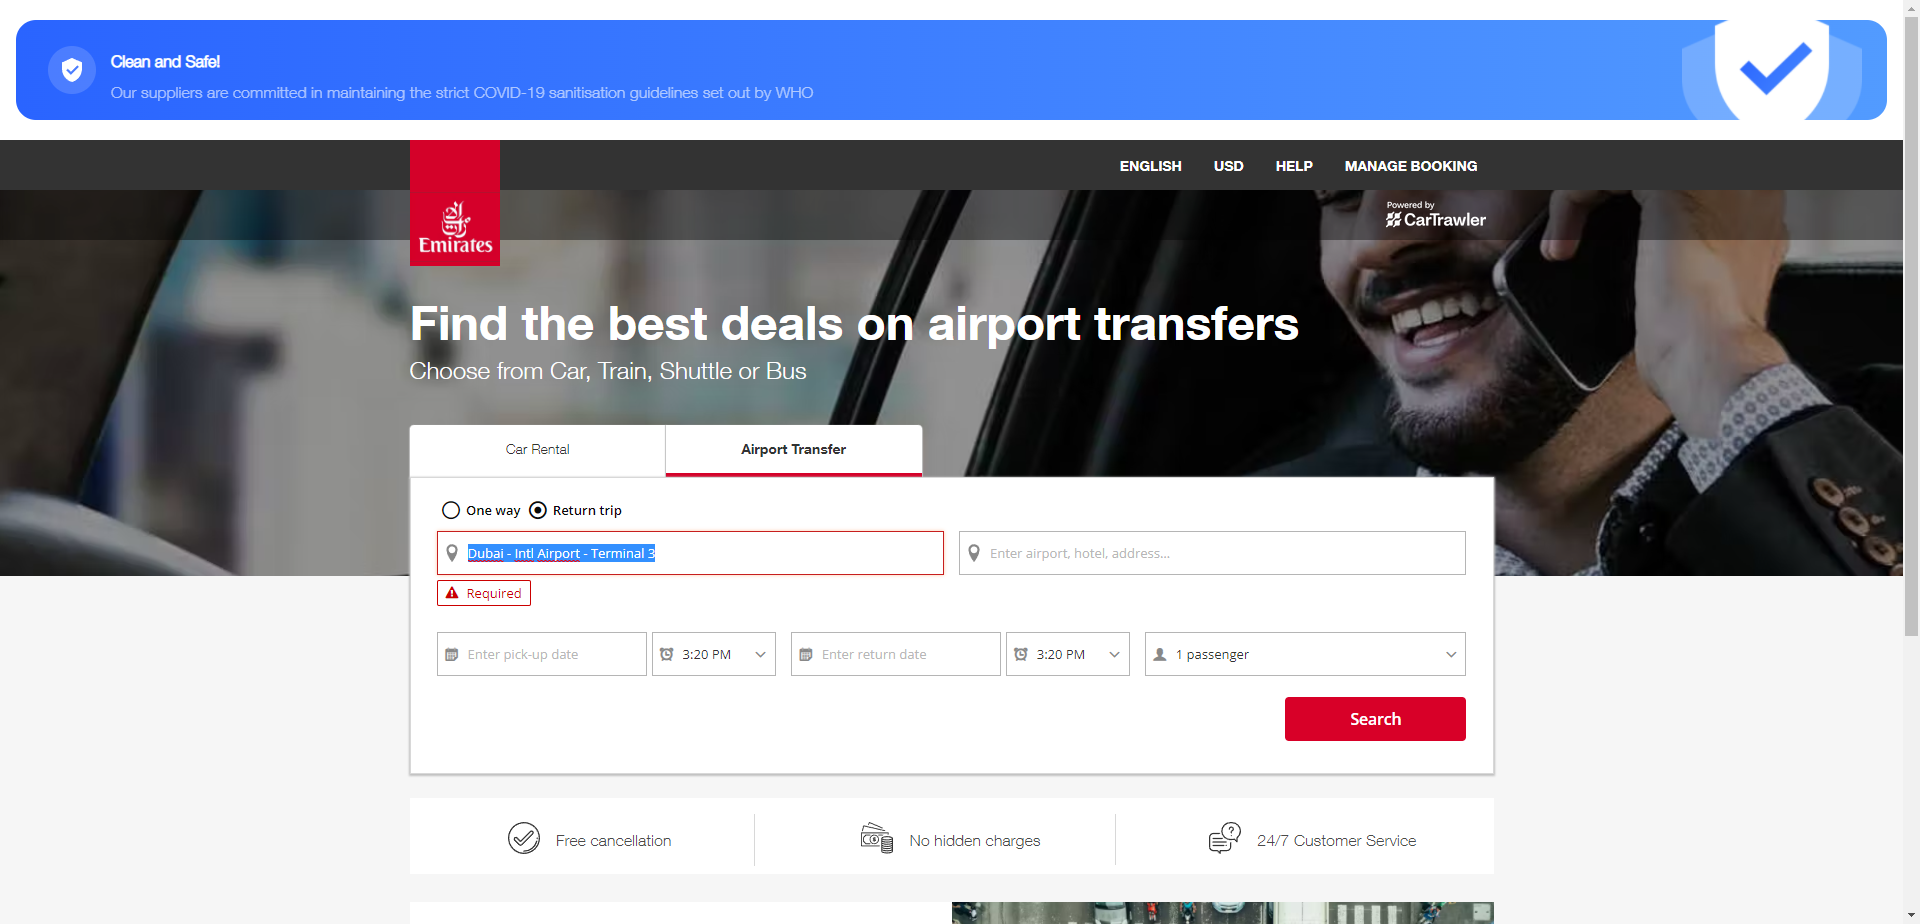 Clean and Safe!
Our suppliers are committed in maintaining the strict COVID-19 sanitisation guidelines set out by WHO
ENGLISH USD HELP MANAGE BOOKING
Powered by
CarTrawler
Emirates
Find the best deals on airport transfers
Choose from Car, Train, Shuttle or Bus
Car Rental Airport Transfer
One way Return trip
Dubai - Intl Airport - Terminal 3 Enter airport, hotel, address...
Required
Enter pick-up date 3:20 PM Enter return date 3:20 PM 1 passenger
Search
Free cancellation No hidden charges 24/7 Customer Service